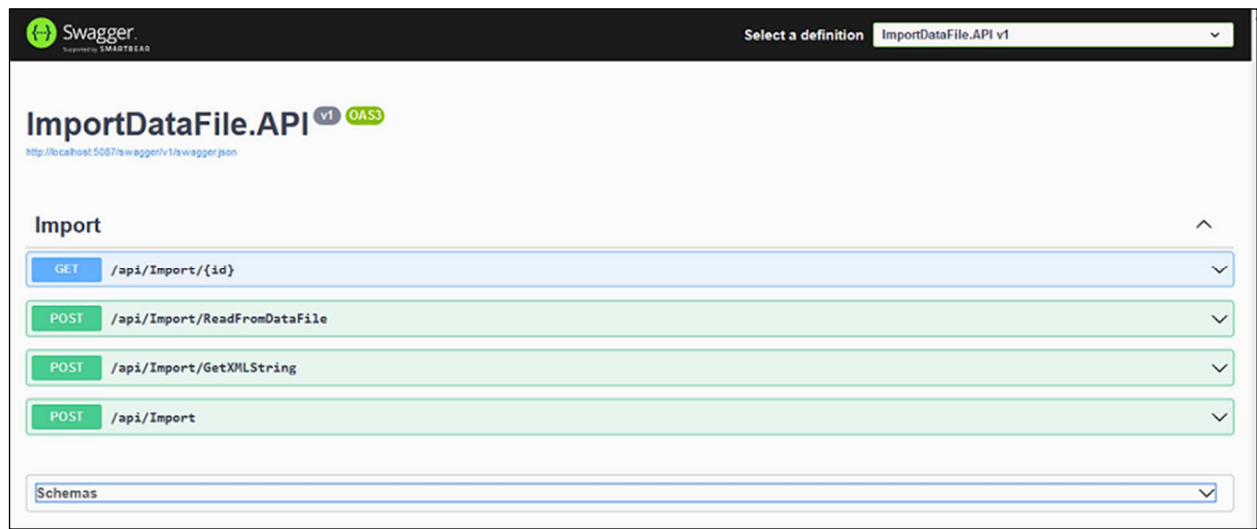 Swagger.
Supported by SMARTBEAR
Select a definition
ImportDataFile.API v1
ImportDataFile.API v1 OAS3
http://localhost:5087/swagger/v1/swagger.json
Import
GET /api/Import/{id}
POST /api/Import/ReadFromDataFile
POST /api/Import/GetXMLString
POST /api/Import
Schemas